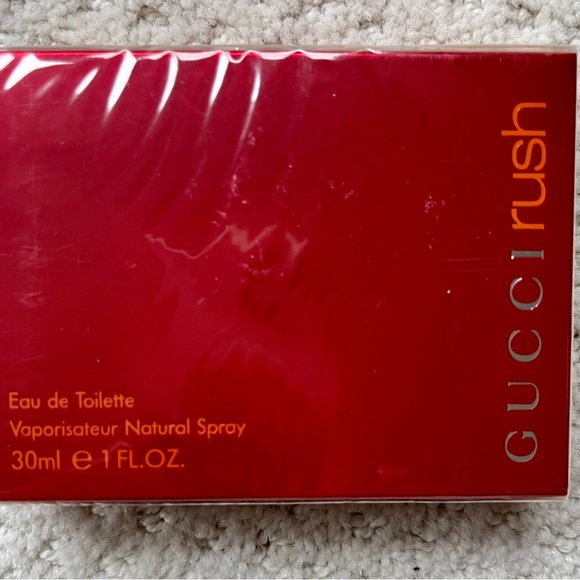 GUCCI rush
Eau de Toilette
Vaporisateur Natural Spray
30ml e 1 FL.OZ.